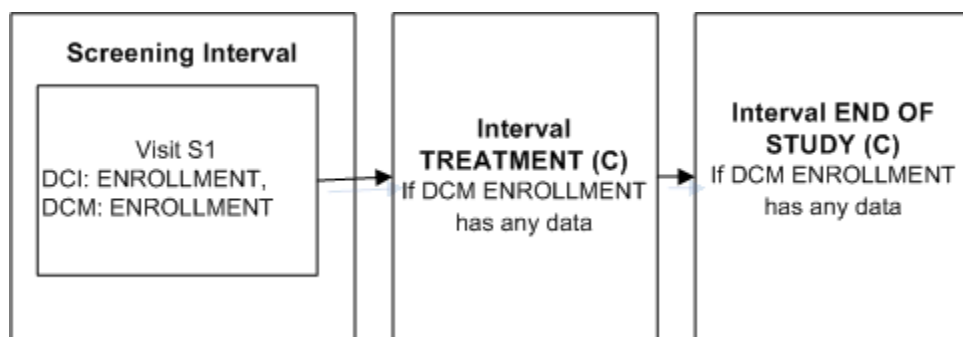 Screening Interval
Visit S1
DCI: ENROLLMENT,
DCM: ENROLLMENT
Interval
TREATMENT (C)
If DCM ENROLLMENT
has any data
Interval END OF
STUDY (C)
If DCM ENROLLMENT
has any data